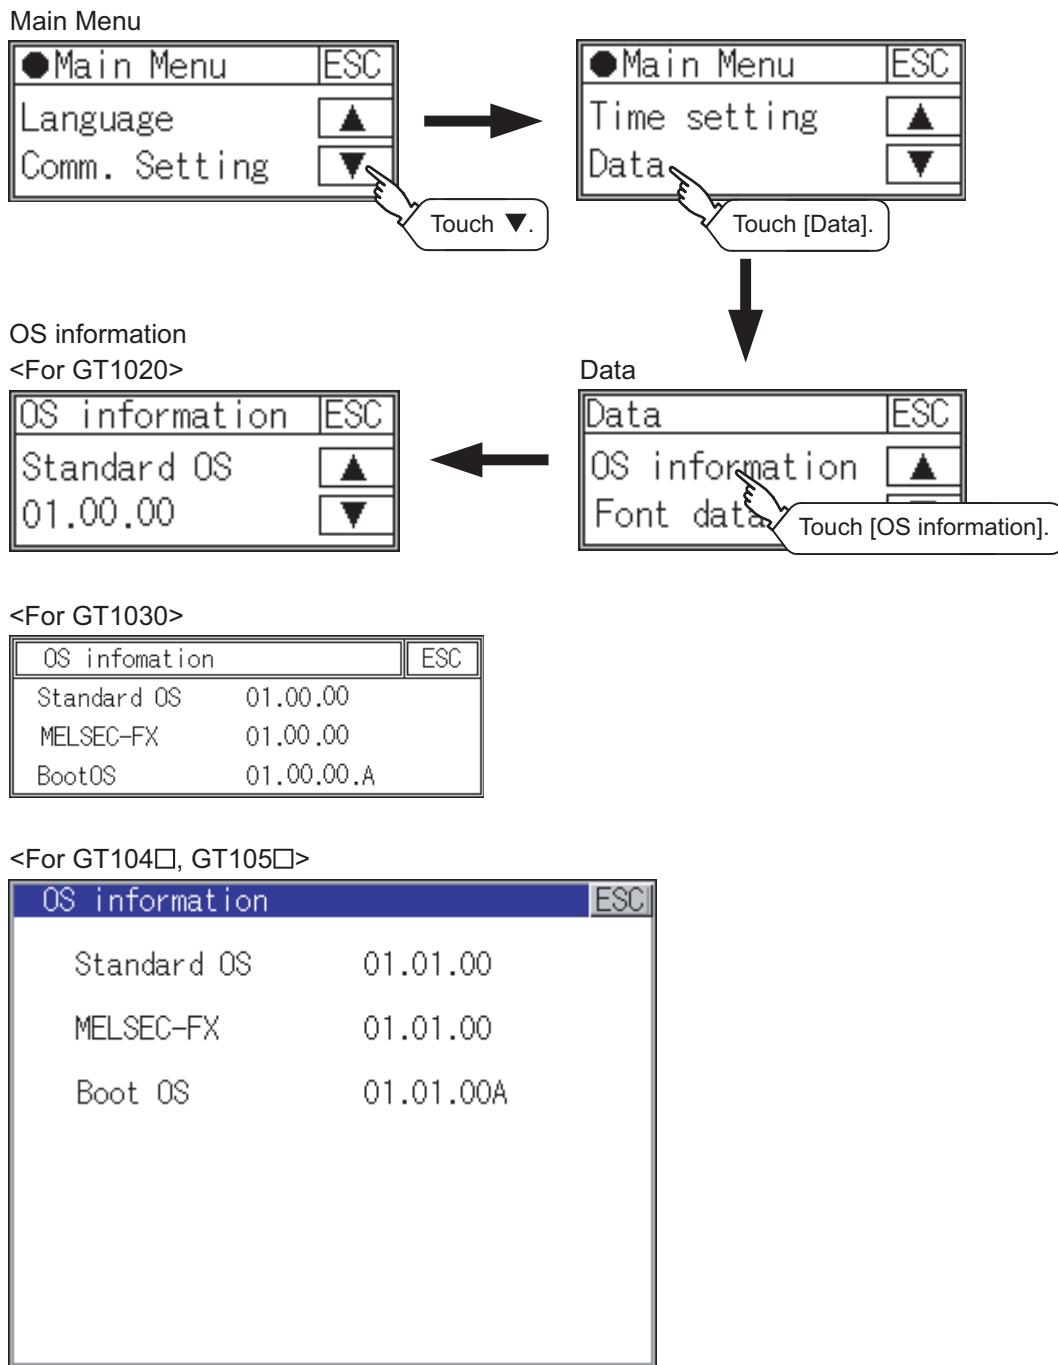 Main Menu
●Main Menu ESC
Language ▲
Comm. Setting ▼
Touch ▼.
●Main Menu ESC
Time setting ▲
Data ▼
Touch [Data].
Data
Data ESC
OS information ▲
Font data
Touch [OS information].
OS information
<For GT1020>
OS information ESC
Standard OS ▲
01.00.00 ▼
<For GT1030>
OS infomation ESC
Standard OS 01.00.00
MELSEC-FX 01.00.00
BootOS 01.00.00.A
<For GT104□, GT105□>
OS information ESC
Standard OS 01.01.00
MELSEC-FX 01.01.00
Boot OS 01.01.00A